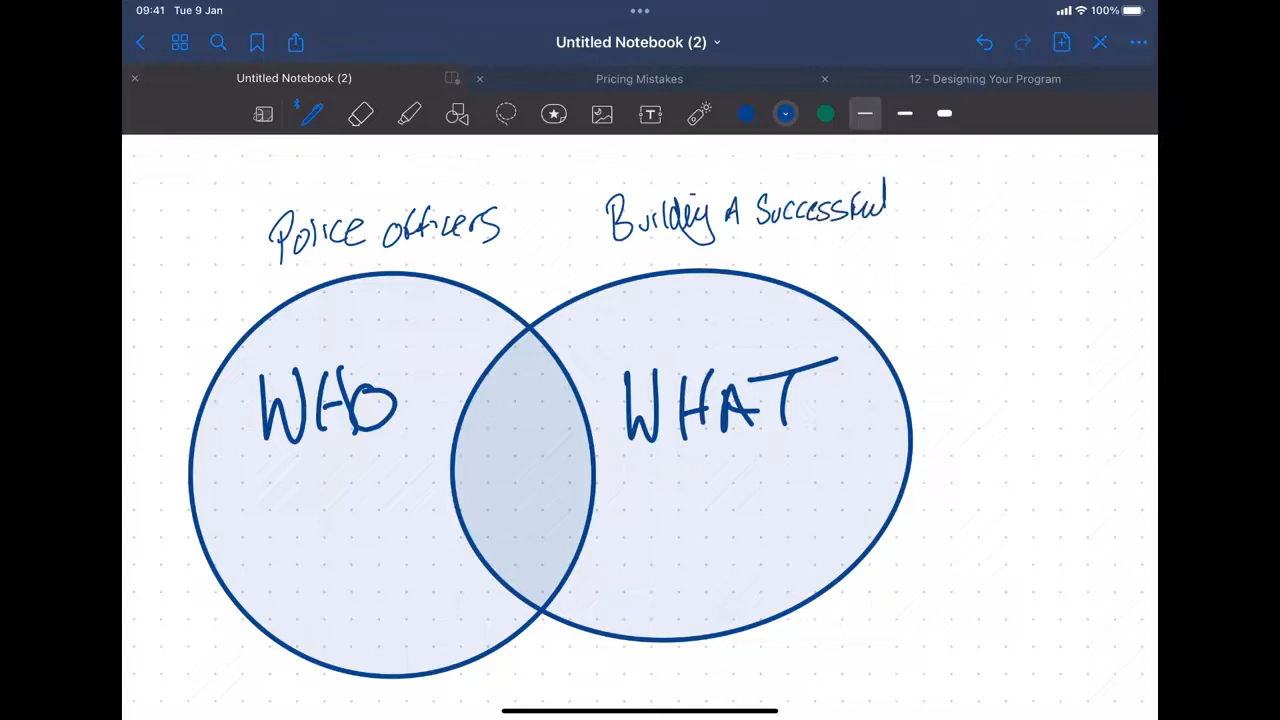 09:41 Tue 9 Jan
100%
Untitled Notebook (2)
Untitled Notebook (2)
Pricing Mistakes
12 - Designing Your Program
T
Police officers
Building A Successful
WHO
WHAT